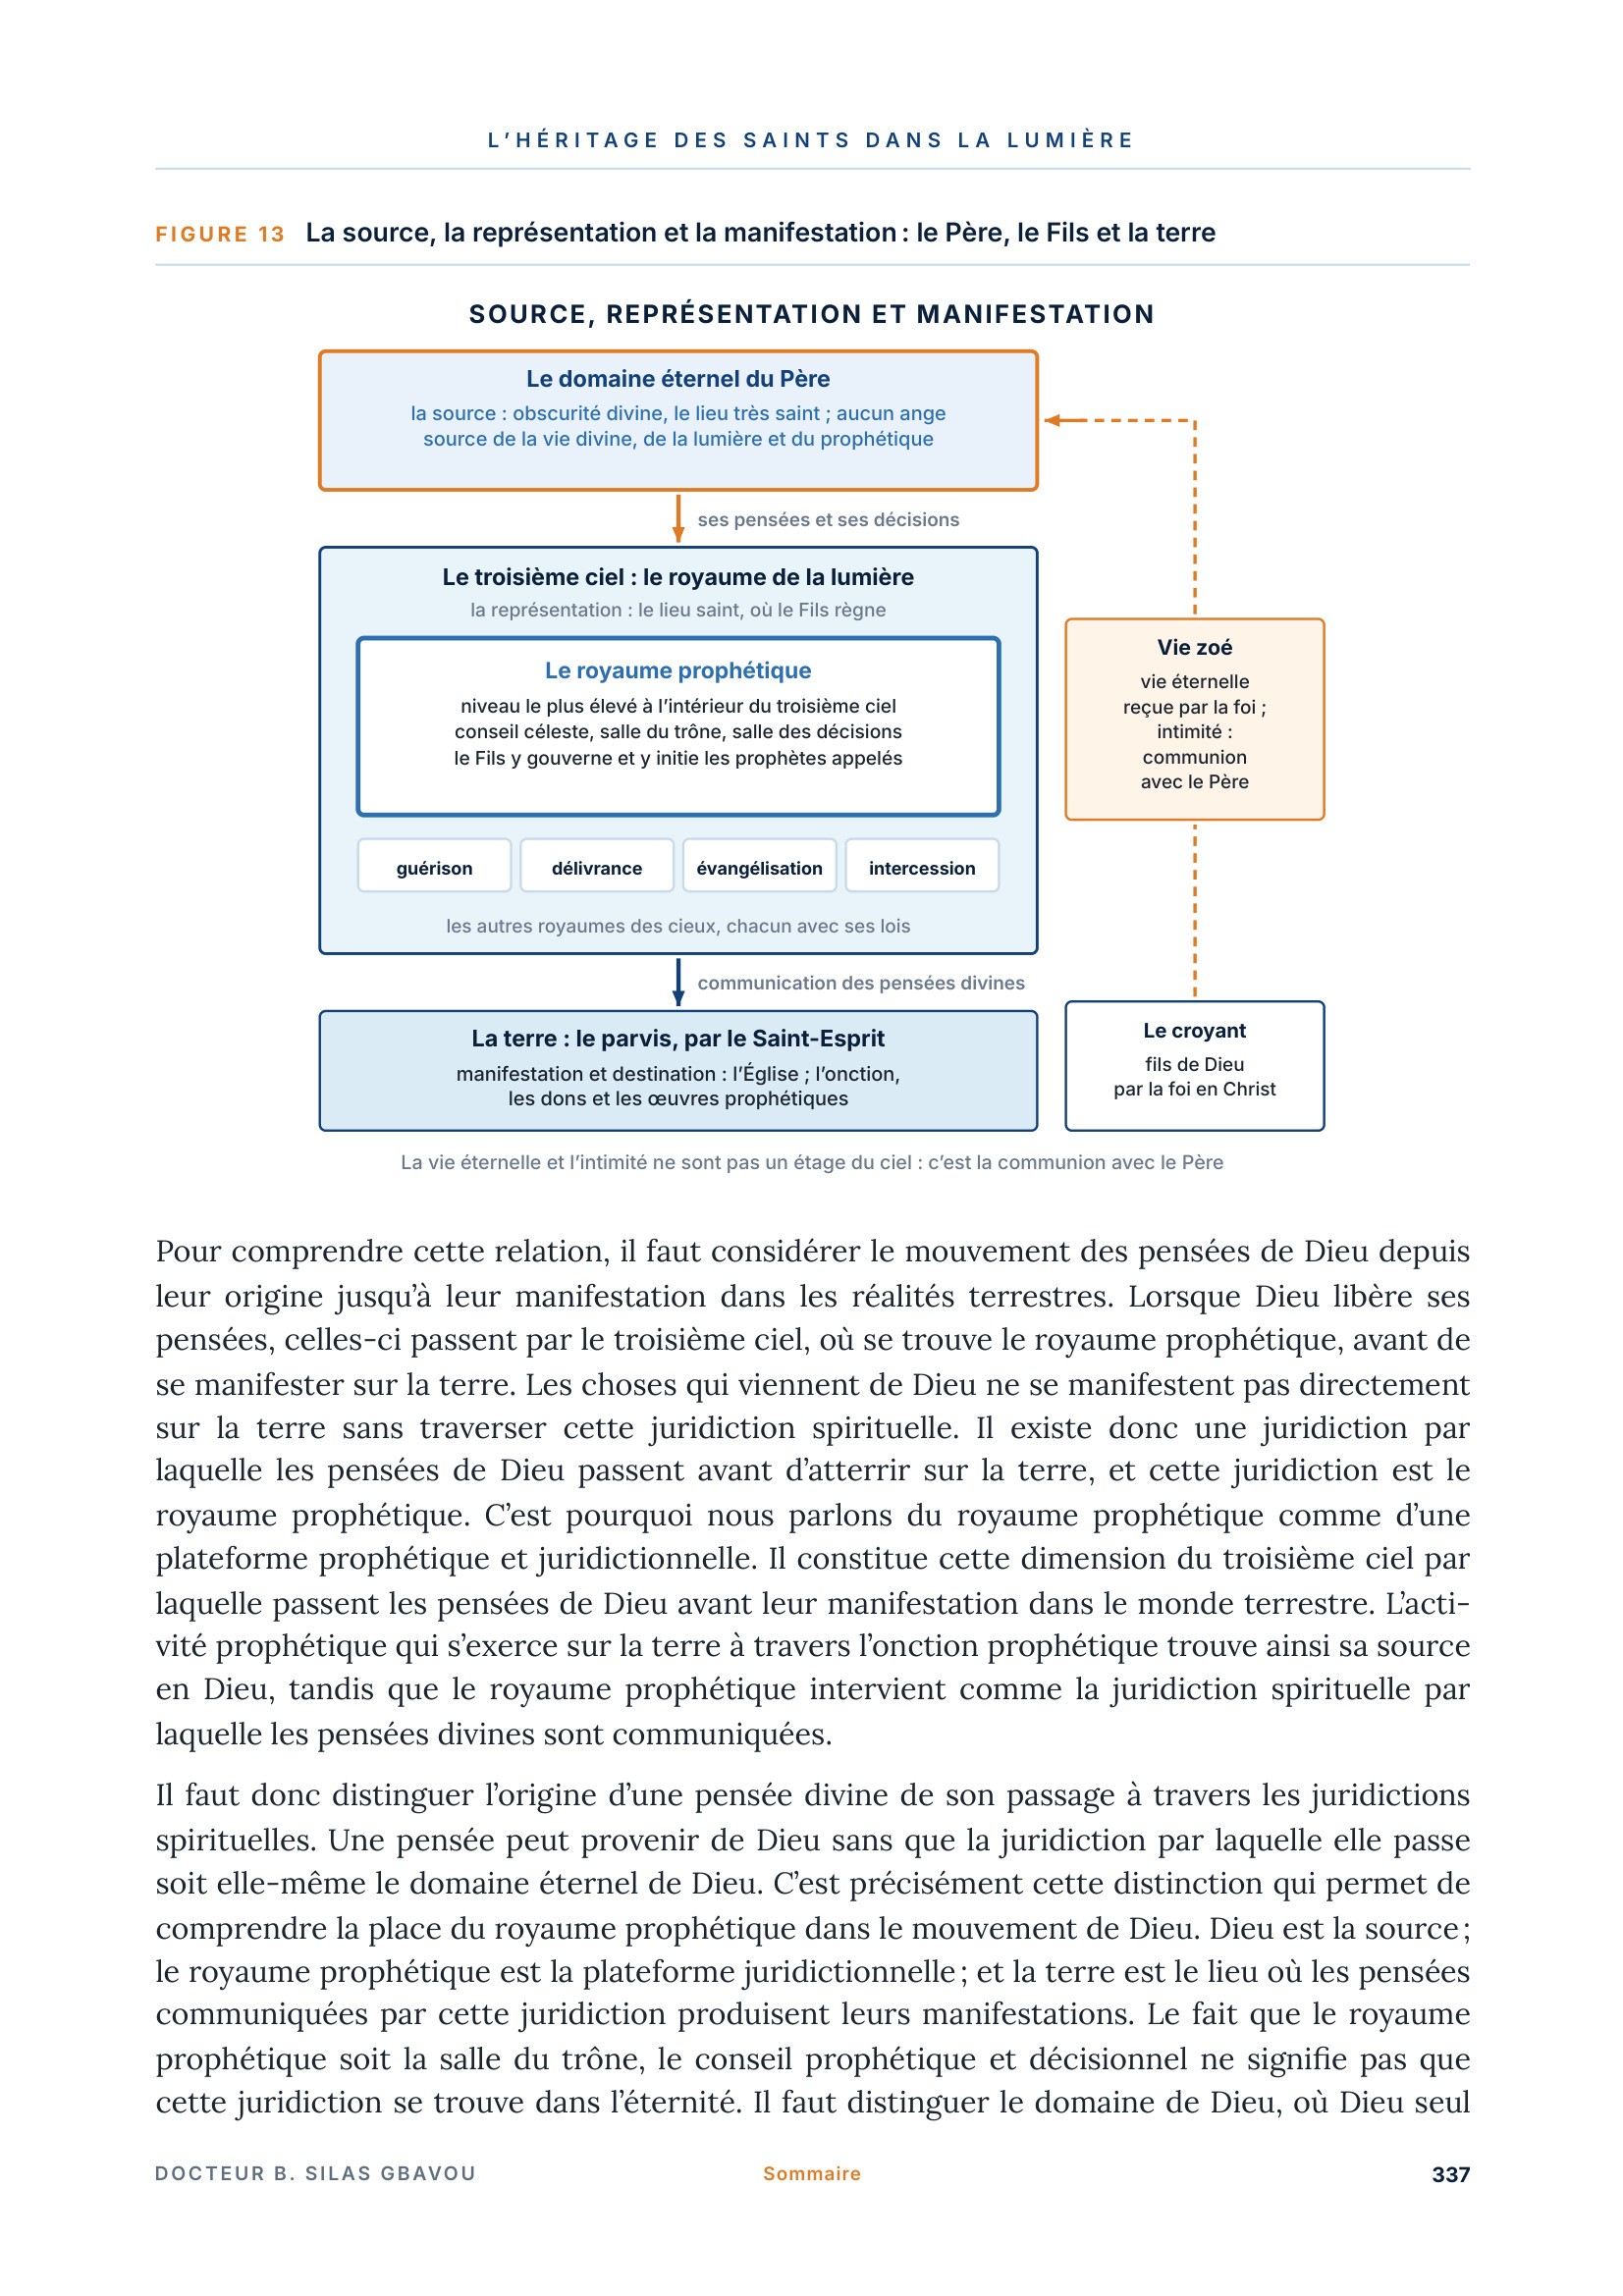 L’HÉRITAGE DES SAINTS DANS LA LUMIÈRE
FIGURE 13 La source, la représentation et la manifestation : le Père, le Fils et la terre
SOURCE, REPRÉSENTATION ET MANIFESTATION
Le domaine éternel du Père
la source : obscurité divine, le lieu très saint ; aucun ange
source de la vie divine, de la lumière et du prophétique
ses pensées et ses décisions
Le troisième ciel : le royaume de la lumière
la représentation : le lieu saint, où le Fils règne
Le royaume prophétique
niveau le plus élevé à l’intérieur du troisième ciel
conseil céleste, salle du trône, salle des décisions
le Fils y gouverne et y initie les prophètes appelés
guérison
délivrance
évangélisation
intercession
les autres royaumes des cieux, chacun avec ses lois
Vie zoé
vie éternelle
reçue par la foi ;
intimité :
communion
avec le Père
communication des pensées divines
La terre : le parvis, par le Saint-Esprit
manifestation et destination : l’Église ; l’onction,
les dons et les œuvres prophétiques
Le croyant
fils de Dieu
par la foi en Christ
La vie éternelle et l’intimité ne sont pas un étage du ciel : c’est la communion avec le Père
Pour comprendre cette relation, il faut considérer le mouvement des pensées de Dieu depuis
leur origine jusqu’à leur manifestation dans les réalités terrestres. Lorsque Dieu libère ses
pensées, celles-ci passent par le troisième ciel, où se trouve le royaume prophétique, avant de
se manifester sur la terre. Les choses qui viennent de Dieu ne se manifestent pas directement
sur la terre sans traverser cette juridiction spirituelle. Il existe donc une juridiction par
laquelle les pensées de Dieu passent avant d’atterrir sur la terre, et cette juridiction est le
royaume prophétique. C’est pourquoi nous parlons du royaume prophétique comme d’une
plateforme prophétique et juridictionnelle. Il constitue cette dimension du troisième ciel par
laquelle passent les pensées de Dieu avant leur manifestation dans le monde terrestre. L’acti-
vité prophétique qui s’exerce sur la terre à travers l’onction prophétique trouve ainsi sa source
en Dieu, tandis que le royaume prophétique intervient comme la juridiction spirituelle par
laquelle les pensées divines sont communiquées.
Il faut donc distinguer l’origine d’une pensée divine de son passage à travers les juridictions
spirituelles. Une pensée peut provenir de Dieu sans que la juridiction par laquelle elle passe
soit elle-même le domaine éternel de Dieu. C’est précisément cette distinction qui permet de
comprendre la place du royaume prophétique dans le mouvement de Dieu. Dieu est la source ;
le royaume prophétique est la plateforme juridictionnelle ; et la terre est le lieu où les pensées
communiquées par cette juridiction produisent leurs manifestations. Le fait que le royaume
prophétique soit la salle du trône, le conseil prophétique et décisionnel ne signifie pas que
cette juridiction se trouve dans l’éternité. Il faut distinguer le domaine de Dieu, où Dieu seul
DOCTEUR B. SILAS GBAVOU
Sommaire
337